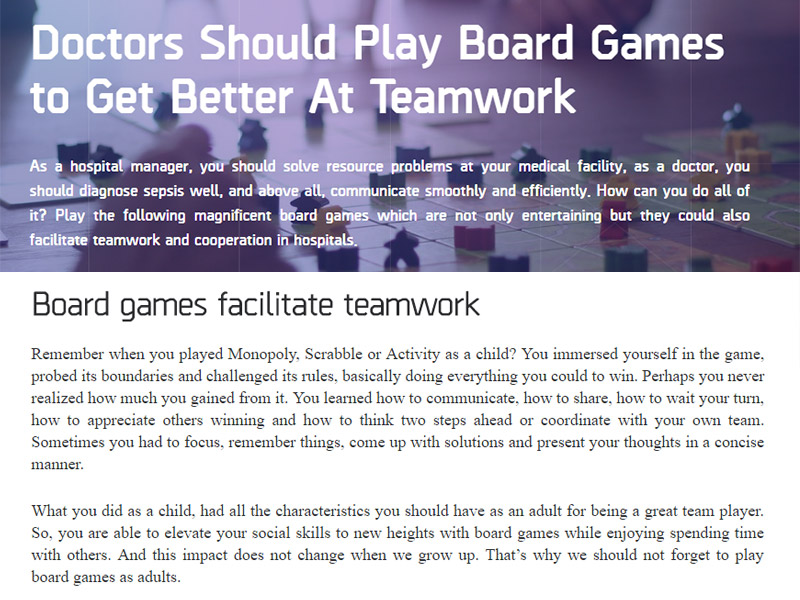 Doctors Should Play Board Games
to Get Better At Teamwork
As a hospital manager, you should solve resource problems at your medical facility, as a doctor, you
should diagnose sepsis well, and above all, communicate smoothly and efficiently. How can you do all of
it? Play the following magnificent board games which are not only entertaining but they could also
facilitate teamwork and cooperation in hospitals.
Board games facilitate teamwork
Remember when you played Monopoly, Scrabble or Activity as a child? You immersed yourself in the game,
probed its boundaries and challenged its rules, basically doing everything you could to win. Perhaps you never
realized how much you gained from it. You learned how to communicate, how to share, how to wait your turn,
how to appreciate others winning and how to think two steps ahead or coordinate with your own team.
Sometimes you had to focus, remember things, come up with solutions and present your thoughts in a concise
manner.
What you did as a child, had all the characteristics you should have as an adult for being a great team player.
So, you are able to elevate your social skills to new heights with board games while enjoying spending time
with others. And this impact does not change when we grow up. That’s why we should not forget to play
board games as adults.